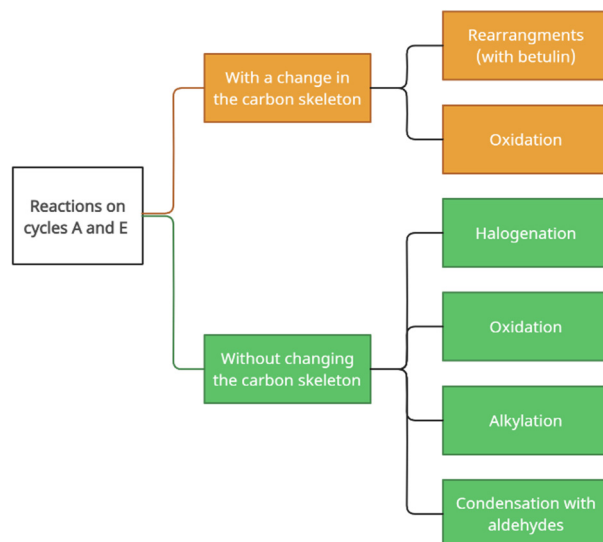 Rearrangments
(with betulin)
With a change in
the carbon skeleton
Oxidation
Reactions on
cycles A and E
Halogenation
Oxidation
Without changing
the carbon skeleton
Alkylation
Condensation with
aldehydes